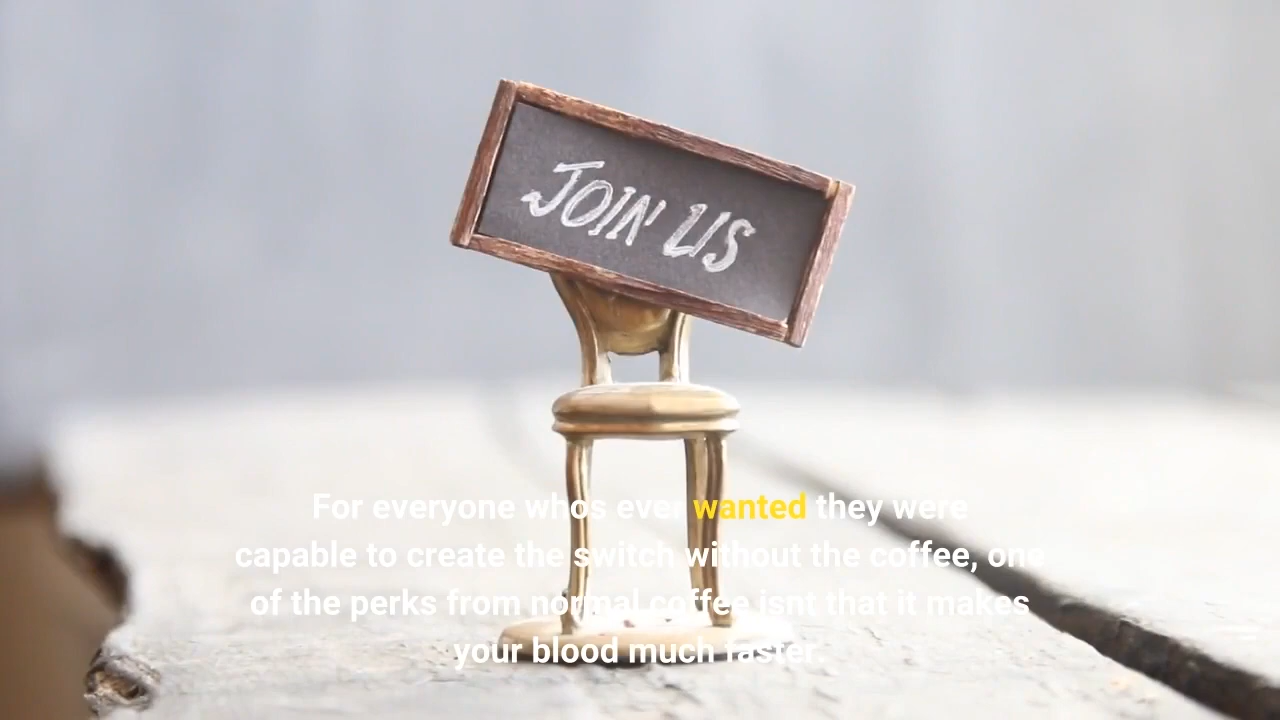 JOIN US
For everyone whos ever wanted they were
capable to create the switch without the coffee, one
of the perks from normal coffee isnt that it makes
your blood much faster.